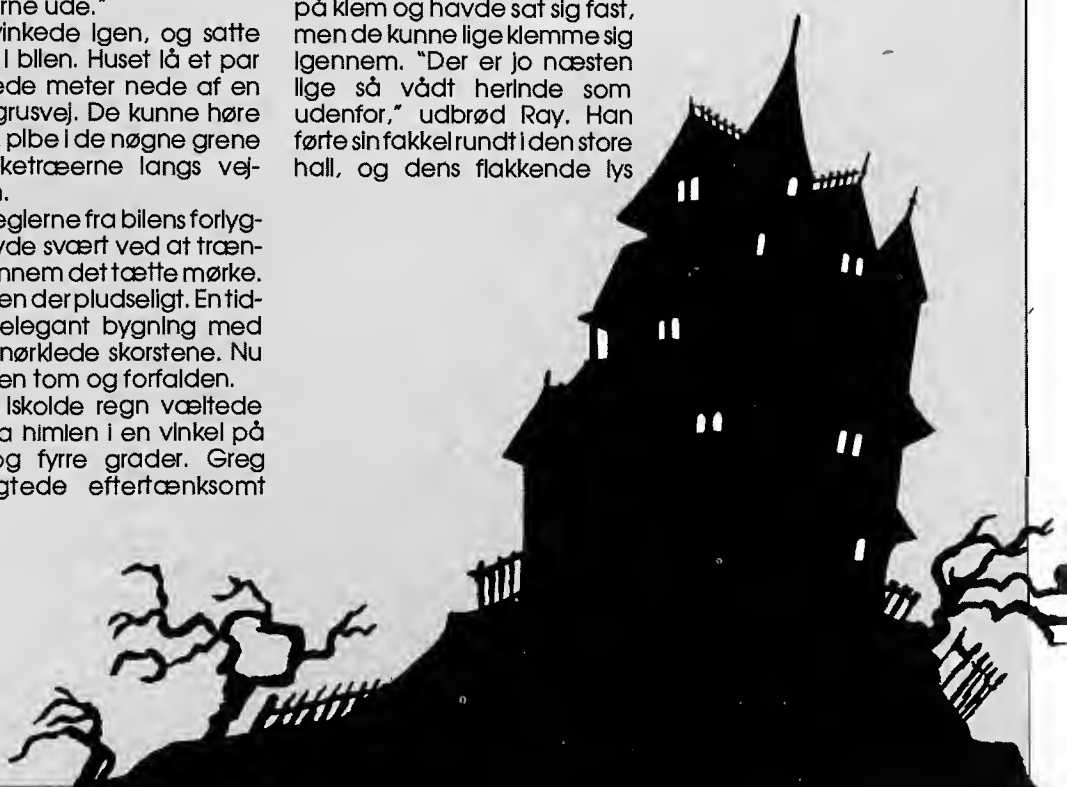 rne ude."
vinkede igen, og satte
i bilen. Huset lå et par
ede meter nede af en
grusvej. De kunne høre
pibe i de nøgne grene
ketræerne langs vej-
.
eglerne fra bilens forlyg-
vde svært ved at træn-
nnem det tætte mørke.
en der pludseligt. En tid-
elegant bygning med
nørklede skorstene. Nu
en tom og forfalden.
iskolde regn væltede
a himlen i en vinkel på
og fyrre grader. Greg
gtede eftertænksomt
på klem og havde sat sig fast,
men de kunne lige klemme sig
igennem. "Der er jo næsten
lige så vådt herinde som
udenfor," udbrød Ray. Han
førte sin fakkel rundt i den store
hall, og dens flakkende lys